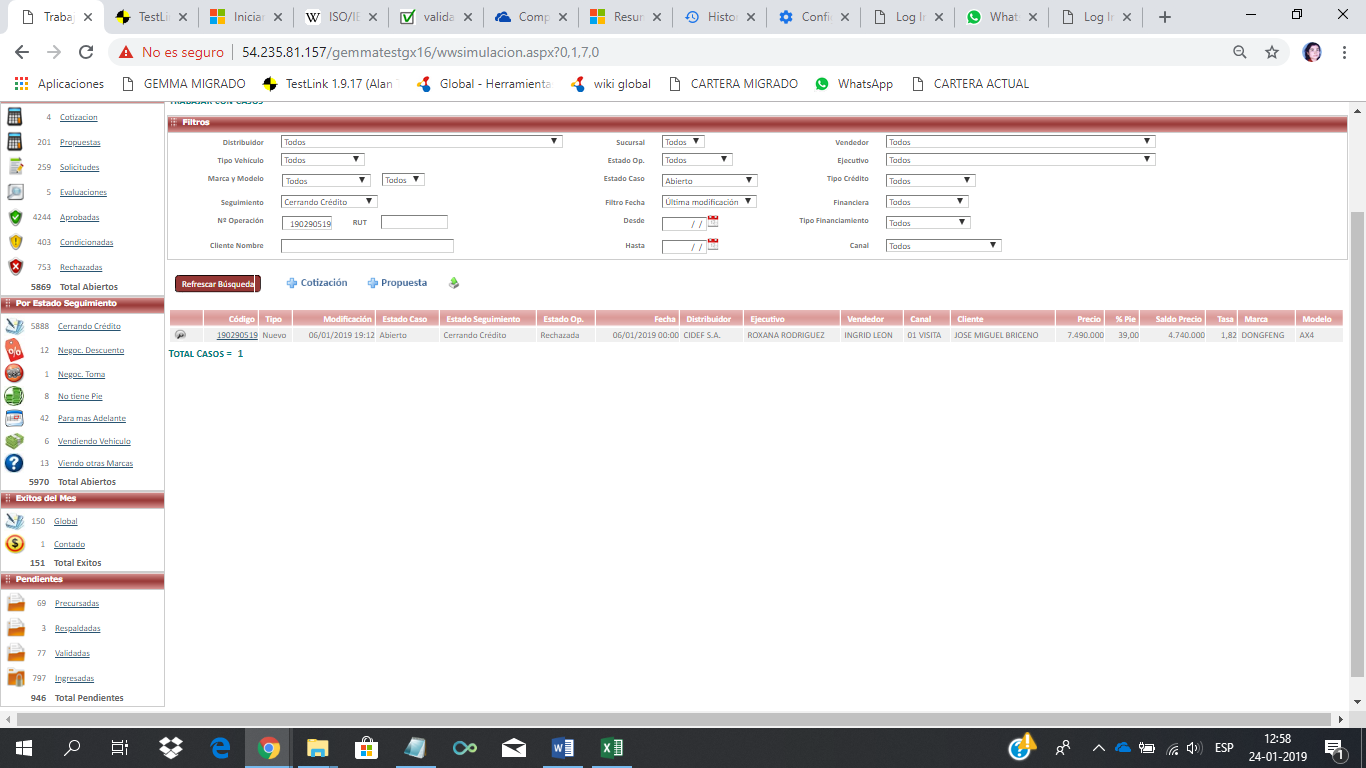 Trabaj
TestLin
Iniciar
ISO/IE
valida
Comp
Resur
Histor
Config
Log In
What
Log In
No es seguro
54.235.81.157/gemmatestgx16/wwsimulacion.aspx?0,1,7,0
Aplicaciones
GEMMA MIGRADO
TestLink 1.9.17 (Alan
Global - Herramienta
wiki global
CARTERA MIGRADO
WhatsApp
CARTERA ACTUAL
TRABAJAR CON CASOS
4 Cotizacion
201 Propuestas
259 Solicitudes
5 Evaluaciones
4244 Aprobadas
403 Condicionadas
753 Rechazadas
5869 Total Abiertos
Por Estado Seguimiento
5888 Cerrando Crédito
12 Negoc. Descuento
1 Negoc. Toma
8 No tiene Pie
42 Para mas Adelante
6 Vendiendo Vehículo
13 Viendo otras Marcas
5970 Total Abiertos
Exitos del Mes
150 Global
1 Contado
151 Total Exitos
Pendientes
69 Precursadas
3 Respaldadas
77 Validadas
797 Ingresadas
946 Total Pendientes
Filtros
Distribuidor Todos Sucursal Todos Vendedor Todos
Tipo Vehículo Todos Estado Op. Todos Ejecutivo Todos
Marca y Modelo Todos Todos Estado Caso Abierto Tipo Crédito Todos
Seguimiento Cerrando Crédito Filtro Fecha Última modificación Financiera Todos
Nº Operación 190290519 RUT Desde / / Tipo Financiamiento Todos
Cliente Nombre Hasta / / Canal Todos
Refrescar Búsqueda Cotización Propuesta
Código Tipo Modificación Estado Caso Estado Seguimiento Estado Op. Fecha Distribuidor Ejecutivo Vendedor Canal Cliente Precio % Pie Saldo Precio Tasa Marca Modelo
190290519 Nuevo 06/01/2019 19:12 Abierto Cerrando Crédito Rechazada 06/01/2019 00:00 CIDEF S.A. ROXANA RODRIGUEZ INGRID LEON 01 VISITA JOSE MIGUEL BRICENO 7.490.000 39,00 4.740.000 1,82 DONGFENG AX4
TOTAL CASOS = 1
ESP
12:58
24-01-2019
1